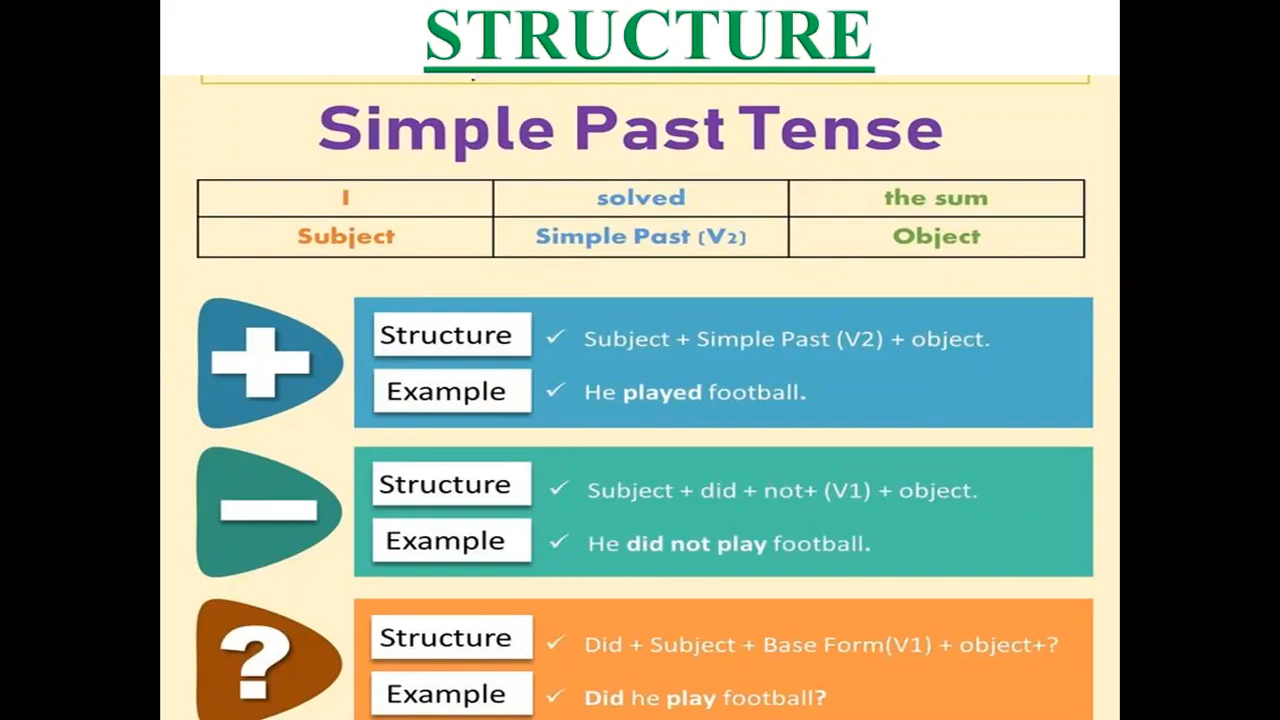 STRUCTURE
Simple Past Tense
I solved the sum
Subject Simple Past (V2) Object
Structure ✓ Subject + Simple Past (V2) + object.
Example ✓ He played football.
Structure ✓ Subject + did + not+ (V1) + object.
Example ✓ He did not play football.
? Structure ✓ Did + Subject + Base Form(V1) + object+?
Example ✓ Did he play football?